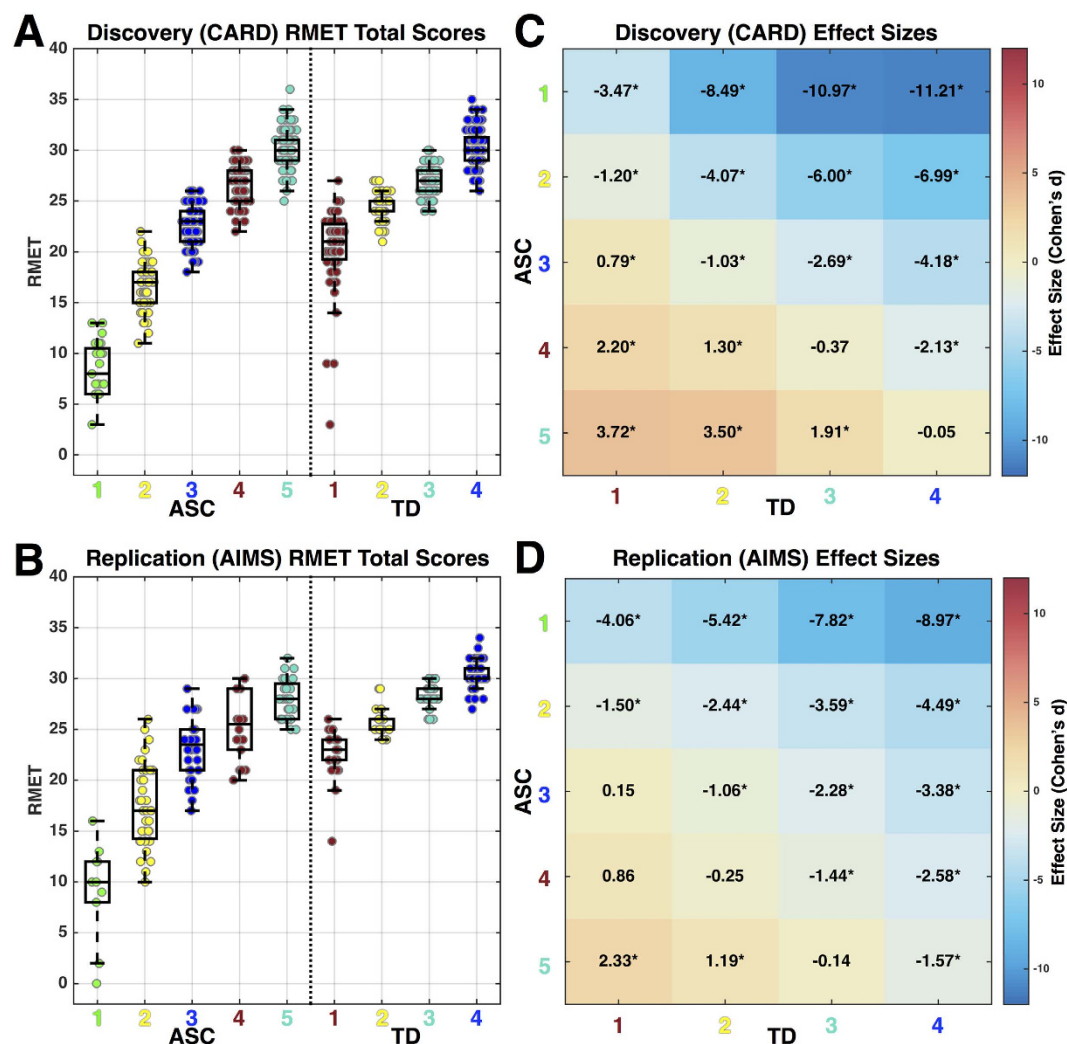 A
Discovery (CARD) RMET Total Scores
40
35
30
25
20
15
10
5
0
RMET
1 2 3 4 5 1 2 3 4
ASC TD
C
Discovery (CARD) Effect Sizes
1 -3.47* -8.49* -10.97* -11.21*
2 -1.20* -4.07* -6.00* -6.99*
ASC
3 0.79* -1.03* -2.69* -4.18*
4 2.20* 1.30* -0.37 -2.13*
5 3.72* 3.50* 1.91* -0.05
1 2 3 4
TD
10
5
0
-5
-10
Effect Size (Cohen's d)
B
Replication (AIMS) RMET Total Scores
40
35
30
25
20
15
10
5
0
RMET
1 2 3 4 5 1 2 3 4
ASC TD
D
Replication (AIMS) Effect Sizes
1 -4.06* -5.42* -7.82* -8.97*
2 -1.50* -2.44* -3.59* -4.49*
ASC
3 0.15 -1.06* -2.28* -3.38*
4 0.86 -0.25 -1.44* -2.58*
5 2.33* 1.19* -0.14 -1.57*
1 2 3 4
TD
10
5
0
-5
-10
Effect Size (Cohen's d)